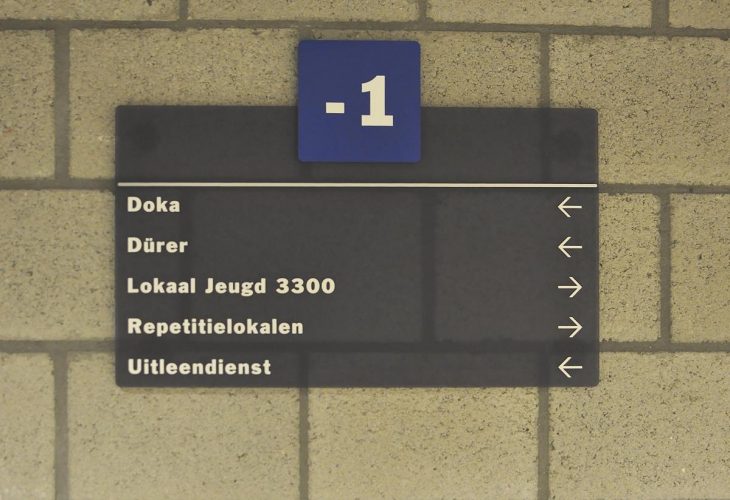 -1
Doka ←
Dürer ←
Lokaal Jeugd 3300 →
Repetitielokalen →
Uitleendienst ←